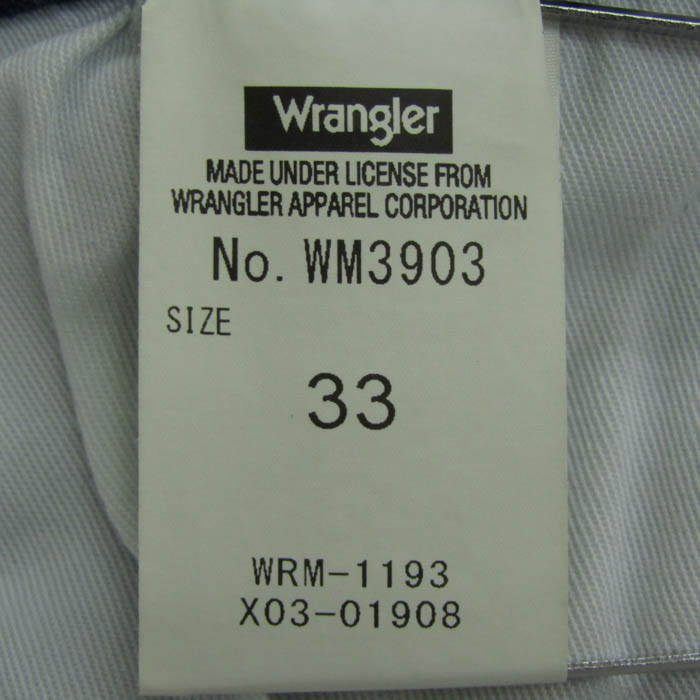 Wrangler
MADE UNDER LICENSE FROM
WRANGLER APPAREL CORPORATION
No. WM3903
SIZE
33
WRM-1193
X03-01908